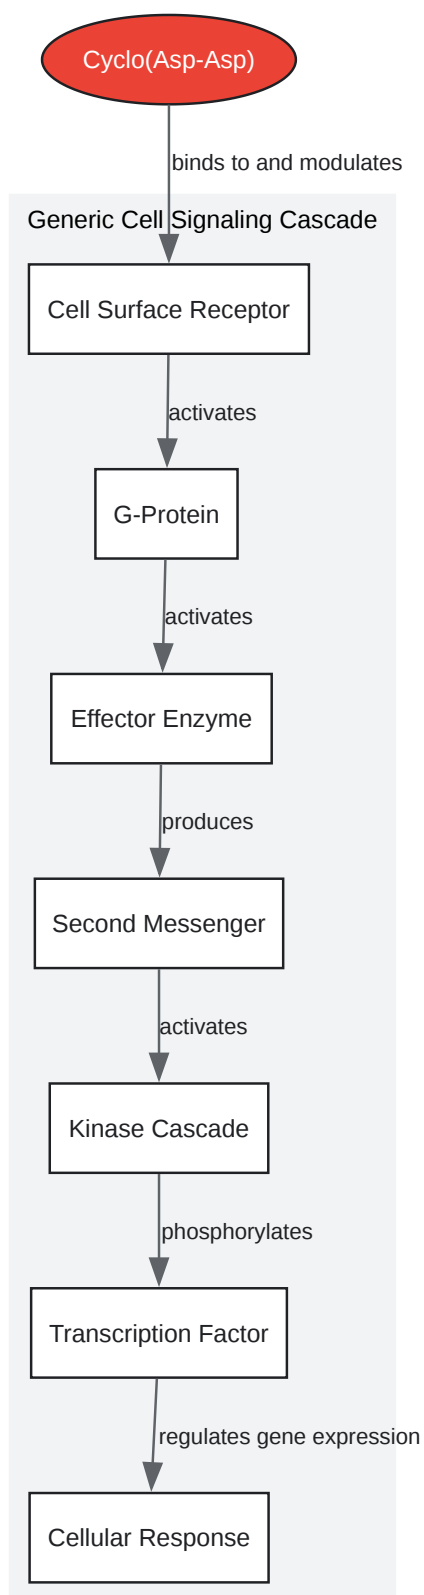 Cyclo(Asp-Asp)
binds to and modulates
Generic Cell Signaling Cascade
Cell Surface Receptor
activates
G-Protein
activates
Effector Enzyme
produces
Second Messenger
activates
Kinase Cascade
phosphorylates
Transcription Factor
regulates gene expression
Cellular Response